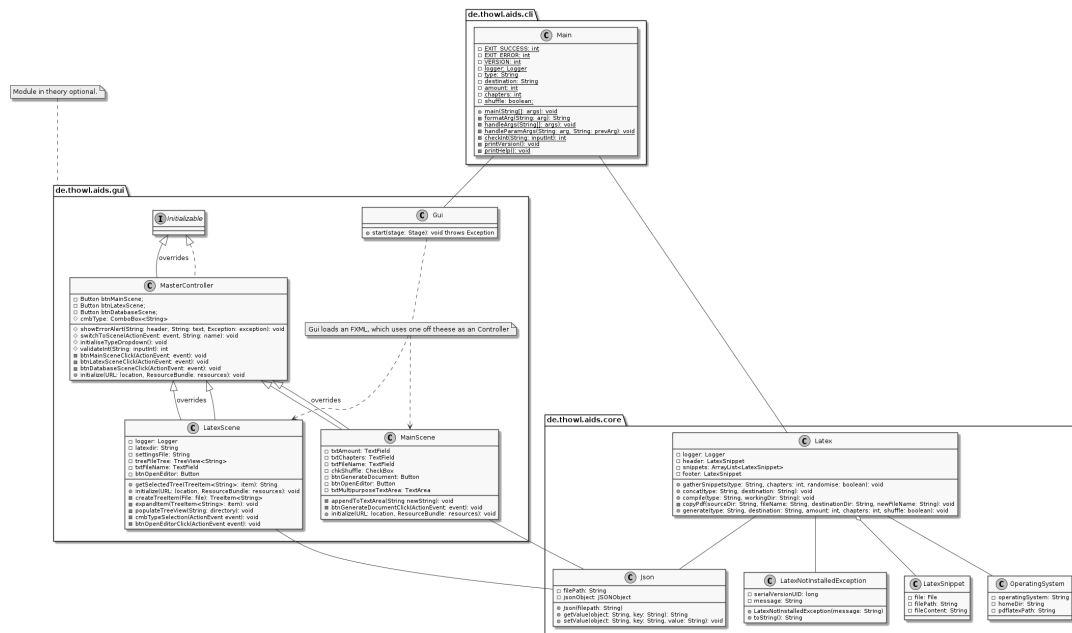 de.thowl.aids.cli
C Main
EXIT_SUCCESS: int
EXIT_ERROR: int
VERSION: int
logger: Logger
type: String
destination: String
amount: int
chapters: int
shuffle: boolean;
main(String[]: args): void
formatArg(String: arg): String
handleArgs(String[]: args): void
handleParamArgs(String: arg, String: prevArg): void
checkInt(String: inputInt): int
printVersion(): void
printHelp(): void
Module in theory optional.
de.thowl.aids.gui
I Initializable
C Gui
start(stage: Stage): void throws Exception
overrides
C MasterController
Button btnMainScene;
Button btnLatexScene;
Button btnDatabaseScene;
cmbType: ComboBox<String>
showErrorAlert(String: header, String: text, Exception: exception): void
switchToScene(ActionEvent: event, String: name): void
initialiseTypeDropdown(): void
validateInt(String: inputInt): int
btnMainSceneClick(ActionEvent: event): void
btnLatexSceneClick(ActionEvent: event): void
btnDatabaseSceneClick(ActionEvent: event): void
initialize(URL: location, ResourceBundle: resources): void
Gui loads an FXML, which uses one off theese as an Controller
overrides
overrides
C LatexScene
logger: Logger
latexdir: String
settingsFile: String
treeFileTree: TreeView<String>
txtFileName: TextField
btnOpenEditor: Button
getSelectedTree(TreeItem<String>: item): String
initialize(URL: location, ResourceBundle: resources): void
createTreeItem(File: file): TreeItem<String>
expandItem(TreeItem<String>: item): void
populateTreeView(String: directory): void
cmbTypeSelection(ActionEvent event): void
btnOpenEditorClick(ActionEvent event): void
C MainScene
txtAmount: TextField
txtChapters: TextField
txtFileName: TextField
chkShuffle: CheckBox
btnGenerateDocument: Button
btnOpenEditor: Button
txtMultipurposeTextArea: TextArea
appendToTextArea(String newString): void
btnGenerateDocumentClick(ActionEvent: event): void
initialize(URL: location, ResourceBundle: resources): void
de.thowl.aids.core
C Latex
logger: Logger
header: LatexSnippet
snippets: ArrayList<LatexSnippet>
footer: LatexSnippet
gatherSnippets(type: String, chapters: int, randomise: boolean): void
concat(type: String, destination: String): void
compile(type: String, workingDir: String): void
copyPdf(sourceDir: String, fileName: String, destinationDir: String, newFileName: String): void
generate(type: String, destination: String, amount: int, chapters: int, shuffle: boolean): void
C Json
filePath: String
jsonObject: JSONObject
Json(filepath: String)
getValue(object: String, key: String): String
setValue(object: String, key: String, value: String): void
C LatexNotInstalledException
serialVersionUID: long
message: String
LatexNotInstalledException(message: String)
toString(): String
C LatexSnippet
file: File
filePath: String
fileContent: String
C OperatingSystem
operatingSystem: String
homeDir: String
pdflatexPath: String